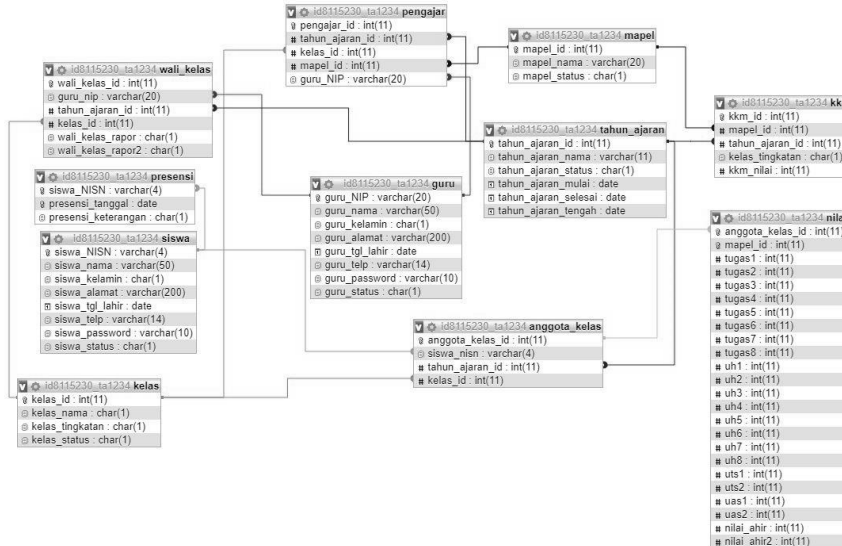 id8115230_ta1234 pengajar
pengajar_id : int(11)
tahun_ajaran_id : int(11)
kelas_id : int(11)
mapel_id : int(11)
guru_NIP : varchar(20)
id8115230_ta1234 mapel
mapel_id : int(11)
mapel_nama : varchar(20)
mapel_status : char(1)
id8115230_ta1234 wali_kelas
wali_kelas_id : int(11)
guru_nip : varchar(20)
tahun_ajaran_id : int(11)
kelas_id : int(11)
wali_kelas_rapor : char(1)
wali_kelas_rapor2 : char(1)
id8115230_ta1234 kk
kkm_id : int(11)
mapel_id : int(11)
tahun_ajaran_id : int(11)
kelas_tingkatan : char(1)
kkm_nilai : int(11)
id8115230_ta1234 tahun_ajaran
tahun_ajaran_id : int(11)
tahun_ajaran_nama : varchar(11)
tahun_ajaran_status : char(1)
tahun_ajaran_mulai : date
tahun_ajaran_selesai : date
tahun_ajaran_tengah : date
id8115230_ta1234 presensi
siswa_NISN : varchar(4)
presensi_tanggal : date
presensi_keterangan : char(1)
id8115230_ta1234 guru
guru_NIP : varchar(20)
guru_nama : varchar(50)
guru_kelamin : char(1)
guru_alamat : varchar(200)
guru_tgl_lahir : date
guru_telp : varchar(14)
guru_password : varchar(10)
guru_status : char(1)
id8115230_ta1234 siswa
siswa_NISN : varchar(4)
siswa_nama : varchar(50)
siswa_kelamin : char(1)
siswa_alamat : varchar(200)
siswa_tgl_lahir : date
siswa_telp : varchar(14)
siswa_password : varchar(10)
siswa_status : char(1)
id8115230_ta1234 nila
anggota_kelas_id : int(11)
mapel_id : int(11)
tugas1 : int(11)
tugas2 : int(11)
tugas3 : int(11)
tugas4 : int(11)
tugas5 : int(11)
tugas6 : int(11)
tugas7 : int(11)
tugas8 : int(11)
uh1 : int(11)
uh2 : int(11)
uh3 : int(11)
uh4 : int(11)
uh5 : int(11)
uh6 : int(11)
uh7 : int(11)
uh8 : int(11)
uts1 : int(11)
uts2 : int(11)
uas1 : int(11)
uas2 : int(11)
nilai_ahir : int(11)
nilai_ahir2 : int(11)
id8115230_ta1234 anggota_kelas
anggota_kelas_id : int(11)
siswa_nisn : varchar(4)
tahun_ajaran_id : int(11)
kelas_id : int(11)
id8115230_ta1234 kelas
kelas_id : int(11)
kelas_nama : char(1)
kelas_tingkatan : char(1)
kelas_status : char(1)